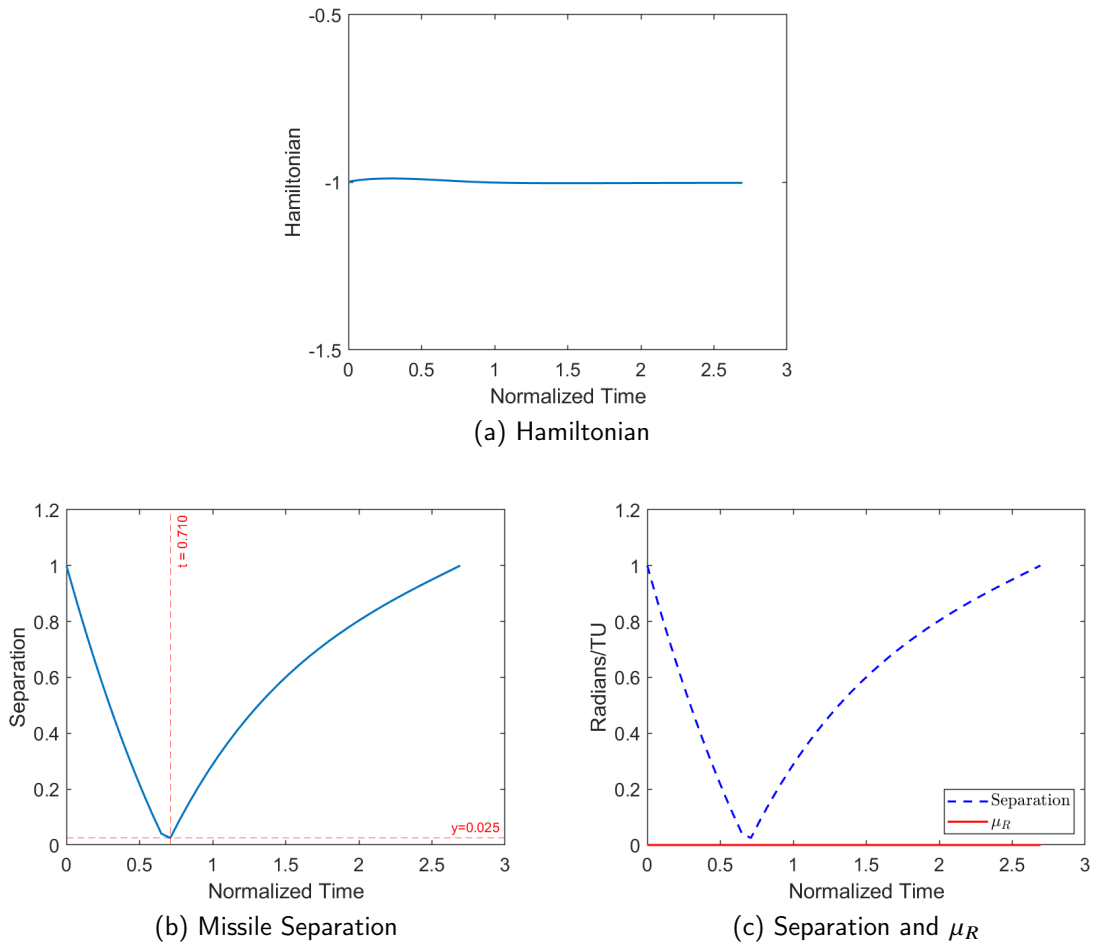 -0.5
-1
-1.5
Hamiltonian
0 0.5 1 1.5 2 2.5 3
Normalized Time
(a) Hamiltonian
1.2
1
0.8
0.6
0.4
0.2
0
Separation
t = 0.710
y=0.025
0 0.5 1 1.5 2 2.5 3
Normalized Time
(b) Missile Separation
1.2
1
0.8
0.6
0.4
0.2
0
Radians/TU
Separation
μ_R
0 0.5 1 1.5 2 2.5 3
Normalized Time
(c) Separation and μ_R